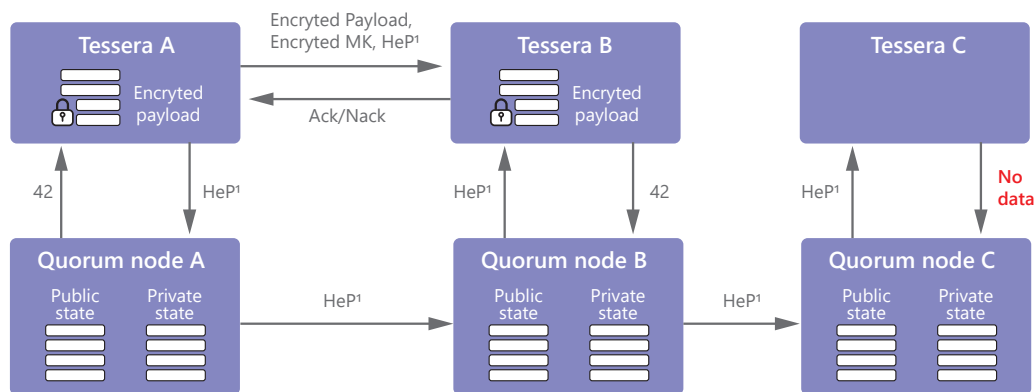 Tessera A
Encryted
payload
Encryted Payload,
Encryted MK, HeP¹
Ack/Nack
Tessera B
Encryted
payload
Tessera C
42
HeP¹
HeP¹
42
HeP¹
No
data
Quorum node A
Public
state
Private
state
HeP¹
Quorum node B
Public
state
Private
state
HeP¹
Quorum node C
Public
state
Private
state